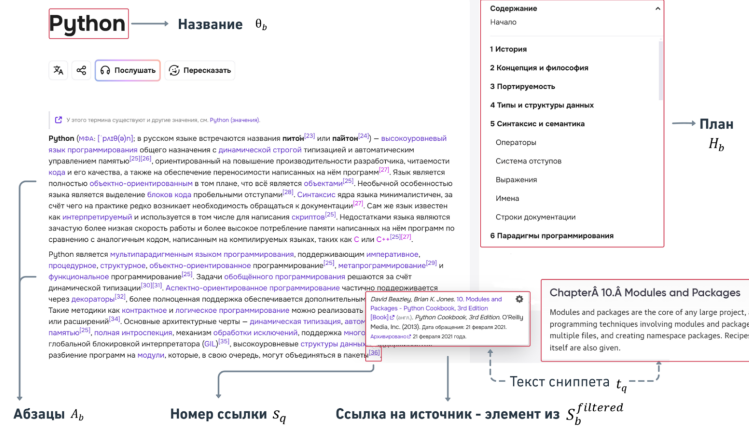 Python
Название θb
Послушать
Пересказать
У этого термина существуют и другие значения, см. Python (значения).
Python (МФА: [ˈpʌɪθ(ə)n]; в русском языке встречаются названия пито́н[23] или па́йтон[24]) — высокоуровневый
язык программирования общего назначения с динамической строгой типизацией и автоматическим
управлением памятью[25][26], ориентированный на повышение производительности разработчика, читаемости
кода и его качества, а также на обеспечение переносимости написанных на нём программ[27]. Язык является
полностью объектно-ориентированным в том плане, что всё является объектами[25]. Необычной особенностью
языка является выделение блоков кода пробельными отступами[28]. Синтаксис ядра языка минималистичен, за
счёт чего на практике редко возникает необходимость обращаться к документации[27]. Сам же язык известен
как интерпретируемый и используется в том числе для написания скриптов[25]. Недостатками языка являются
зачастую более низкая скорость работы и более высокое потребление памяти написанных на нём программ по
сравнению с аналогичным кодом, написанным на компилируемых языках, таких как C или C++[25][27].
Python является мультипарадигменным языком программирования, поддерживающим императивное,
процедурное, структурное, объектно-ориентированное программирование[25], метапрограммирование[29] и
функциональное программирование[25]. Задачи обобщённого программирования решаются за счёт
динамической типизации[30][31]. Аспектно-ориентированное программирование частично поддерживается
через декораторы[32], более полноценная поддержка обеспечивается дополнительным
Такие методики как контрактное и логическое программирование можно реализовать
или расширений[34]. Основные архитектурные черты — динамическая типизация, автом
памятью[25], полная интроспекция, механизм обработки исключений, поддержка мног
глобальной блокировкой интерпретатора (GIL)[35], высокоуровневые структуры данных
разбиение программ на модули, которые, в свою очередь, могут объединяться в пакеты[36].
David Beazley, Brian K. Jones. 10. Modules and
Packages - Python Cookbook, 3rd Edition
[Book] (англ.). Python Cookbook, 3rd Edition. O'Reilly
Media, Inc. (2013). Дата обращения: 21 февраля 2021.
Архивировано 21 февраля 2021 года.
Содержание
Начало
1 История
2 Концепция и философия
3 Портируемость
4 Типы и структуры данных
5 Синтаксис и семантика
Операторы
Система отступов
Выражения
Имена
Строки документации
6 Парадигмы программирования
План
Hb
ChapterÂ 10.Â Modules and Packages
Modules and packages are the core of any large project,
programming techniques involving modules and package
multiple files, and creating namespace packages. Recipes
itself are also given.
Текст сниппета tq
Абзацы Ab
Номер ссылки sq
Ссылка на источник - элемент из Sb filtered